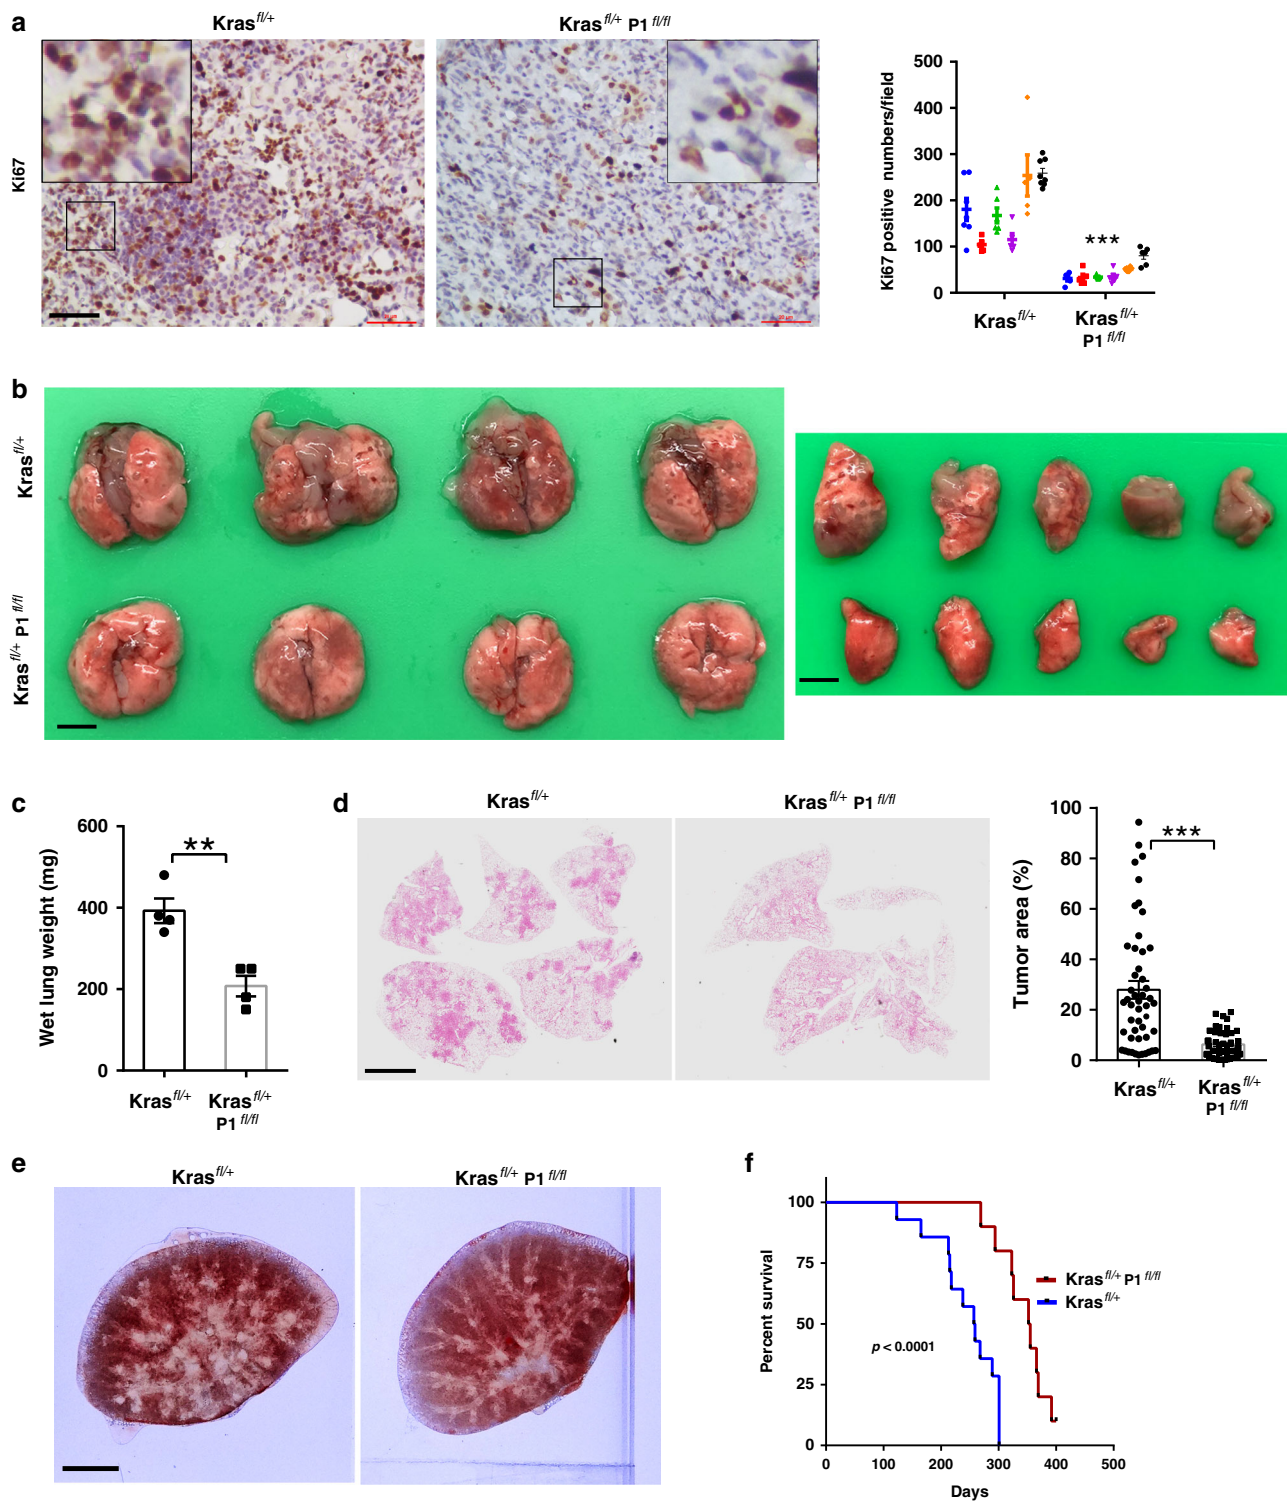 a
Kras fl/+
Kras fl/+ P1 fl/fl
Ki67
Ki67 positive numbers/field
500
400
300
200
100
0
***
Kras fl/+
Kras fl/+
P1 fl/fl
b
Kras fl/+
Kras fl/+ P1 fl/fl
c
Wet lung weight (mg)
600
400
200
0
**
Kras fl/+
Kras fl/+
P1 fl/fl
d
Kras fl/+
Kras fl/+ P1 fl/fl
Tumor area (%)
100
80
60
40
20
0
***
Kras fl/+
Kras fl/+
P1 fl/fl
e
Kras fl/+
Kras fl/+ P1 fl/fl
f
Percent survival
100
75
50
25
0
0 100 200 300 400 500
Days
p < 0.0001
Kras fl/+ P1 fl/fl
Kras fl/+